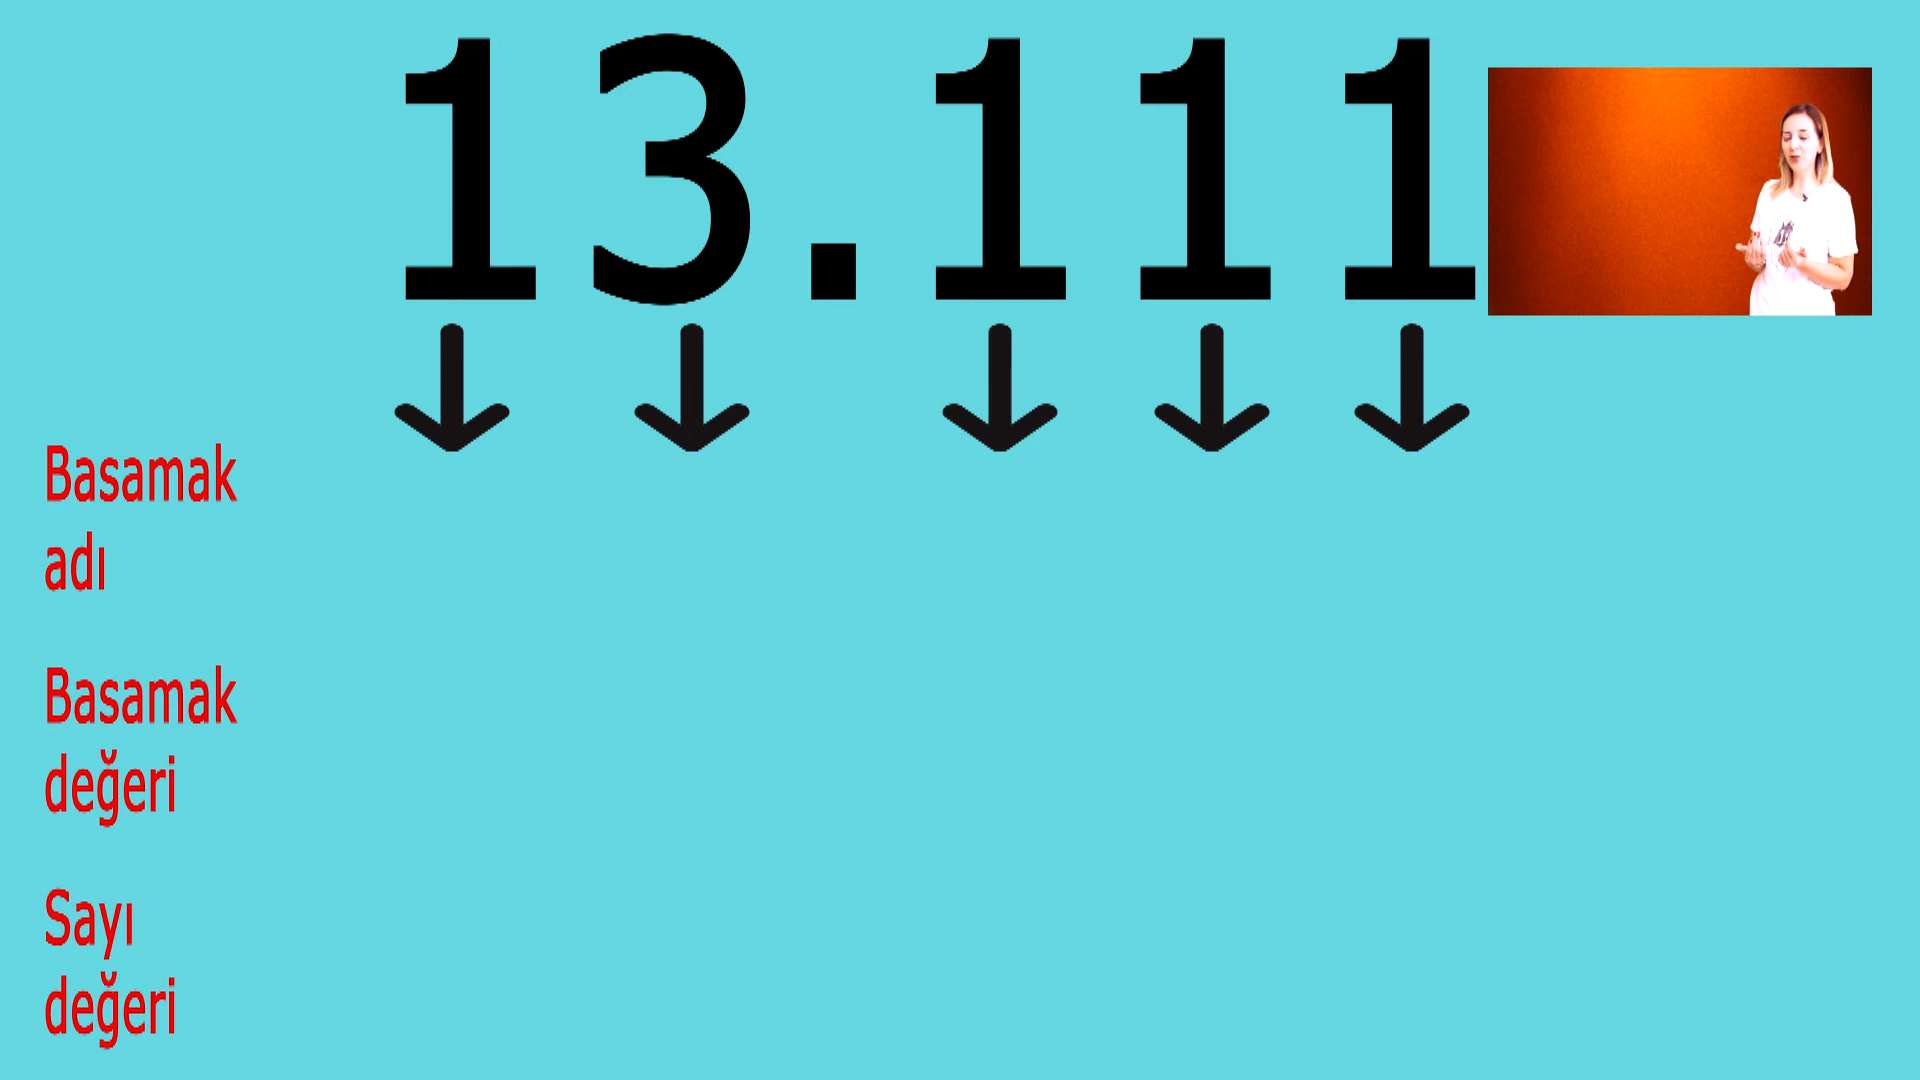 13.111
Basamak
adı
Basamak
değeri
Sayı
değeri